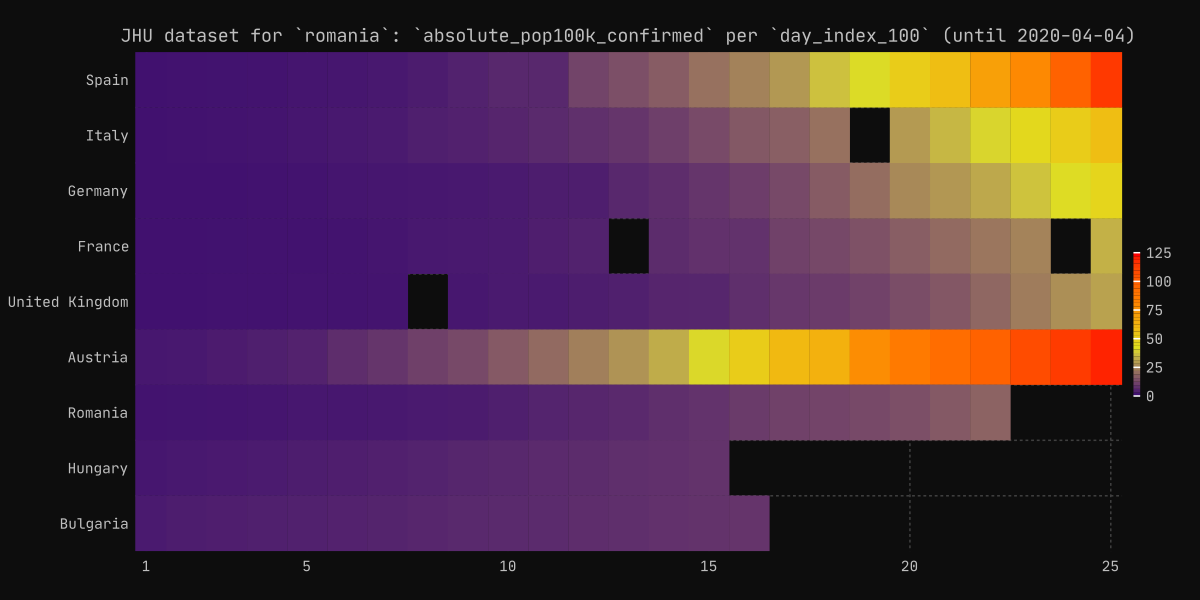 JHU dataset for `romania`: `absolute_pop100k_confirmed` per `day_index_100` (until 2020-04-04)
Spain
Italy
Germany
France
United Kingdom
Austria
Romania
Hungary
Bulgaria
1 5 10 15 20 25
125
100
75
50
25
0